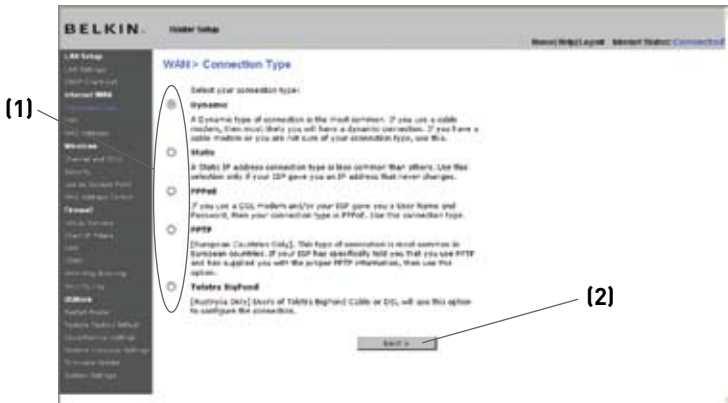 BELKIN. Router Setup
Home|Help|Logout Internet Status: Connected
LAN Setup
LAN Settings
DHCP Client List
Internet WAN
Connection Type
DNS
MAC Address
Wireless
Channel and SSID
Security
Use as Access Point
MAC Address Control
Firewall
Virtual Servers
Client IP Filters
DMZ
Security Log
Utilities
Restart Router
Restore Factory Default
Save/Backup Settings
Restore Previous Settings
Firmware Update
System Settings
WAN > Connection Type
Select your connection type:
Dynamic
A Dynamic type of connection is the most common. If you use a cable
modem, then most likely you will have a dynamic connection. If you have a
cable modem or you are not sure of your connection type, use this.
Static
A Static IP address connection type is less common than others. Use this
selection only if your ISP gave you an IP address that never changes.
PPPoE
If you use a DSL modem and/or your ISP gave you a User Name and
Password, then your connection type is PPPoE. Use this connection type.
PPTP
[European Countries Only]. This type of connection is most common in
European countries. If your ISP has specifically told you that you use PPTP
and has supplied you with the proper PPTP information, then use this
option.
Telstra BigPond
[Australia Only] Users of Telstra BigPond Cable or DSL will use this option
to configure the connection.
Next >
(1)
(2)